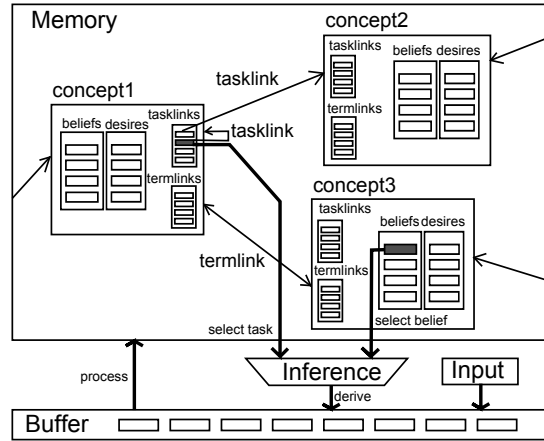 Memory
concept2
tasklinks
beliefs desires
termlinks
tasklink
concept1
tasklinks
beliefs desires
termlinks
tasklink
concept3
tasklinks
beliefs desires
termlinks
termlink
select task
select belief
process
Inference
Input
derive
Buffer